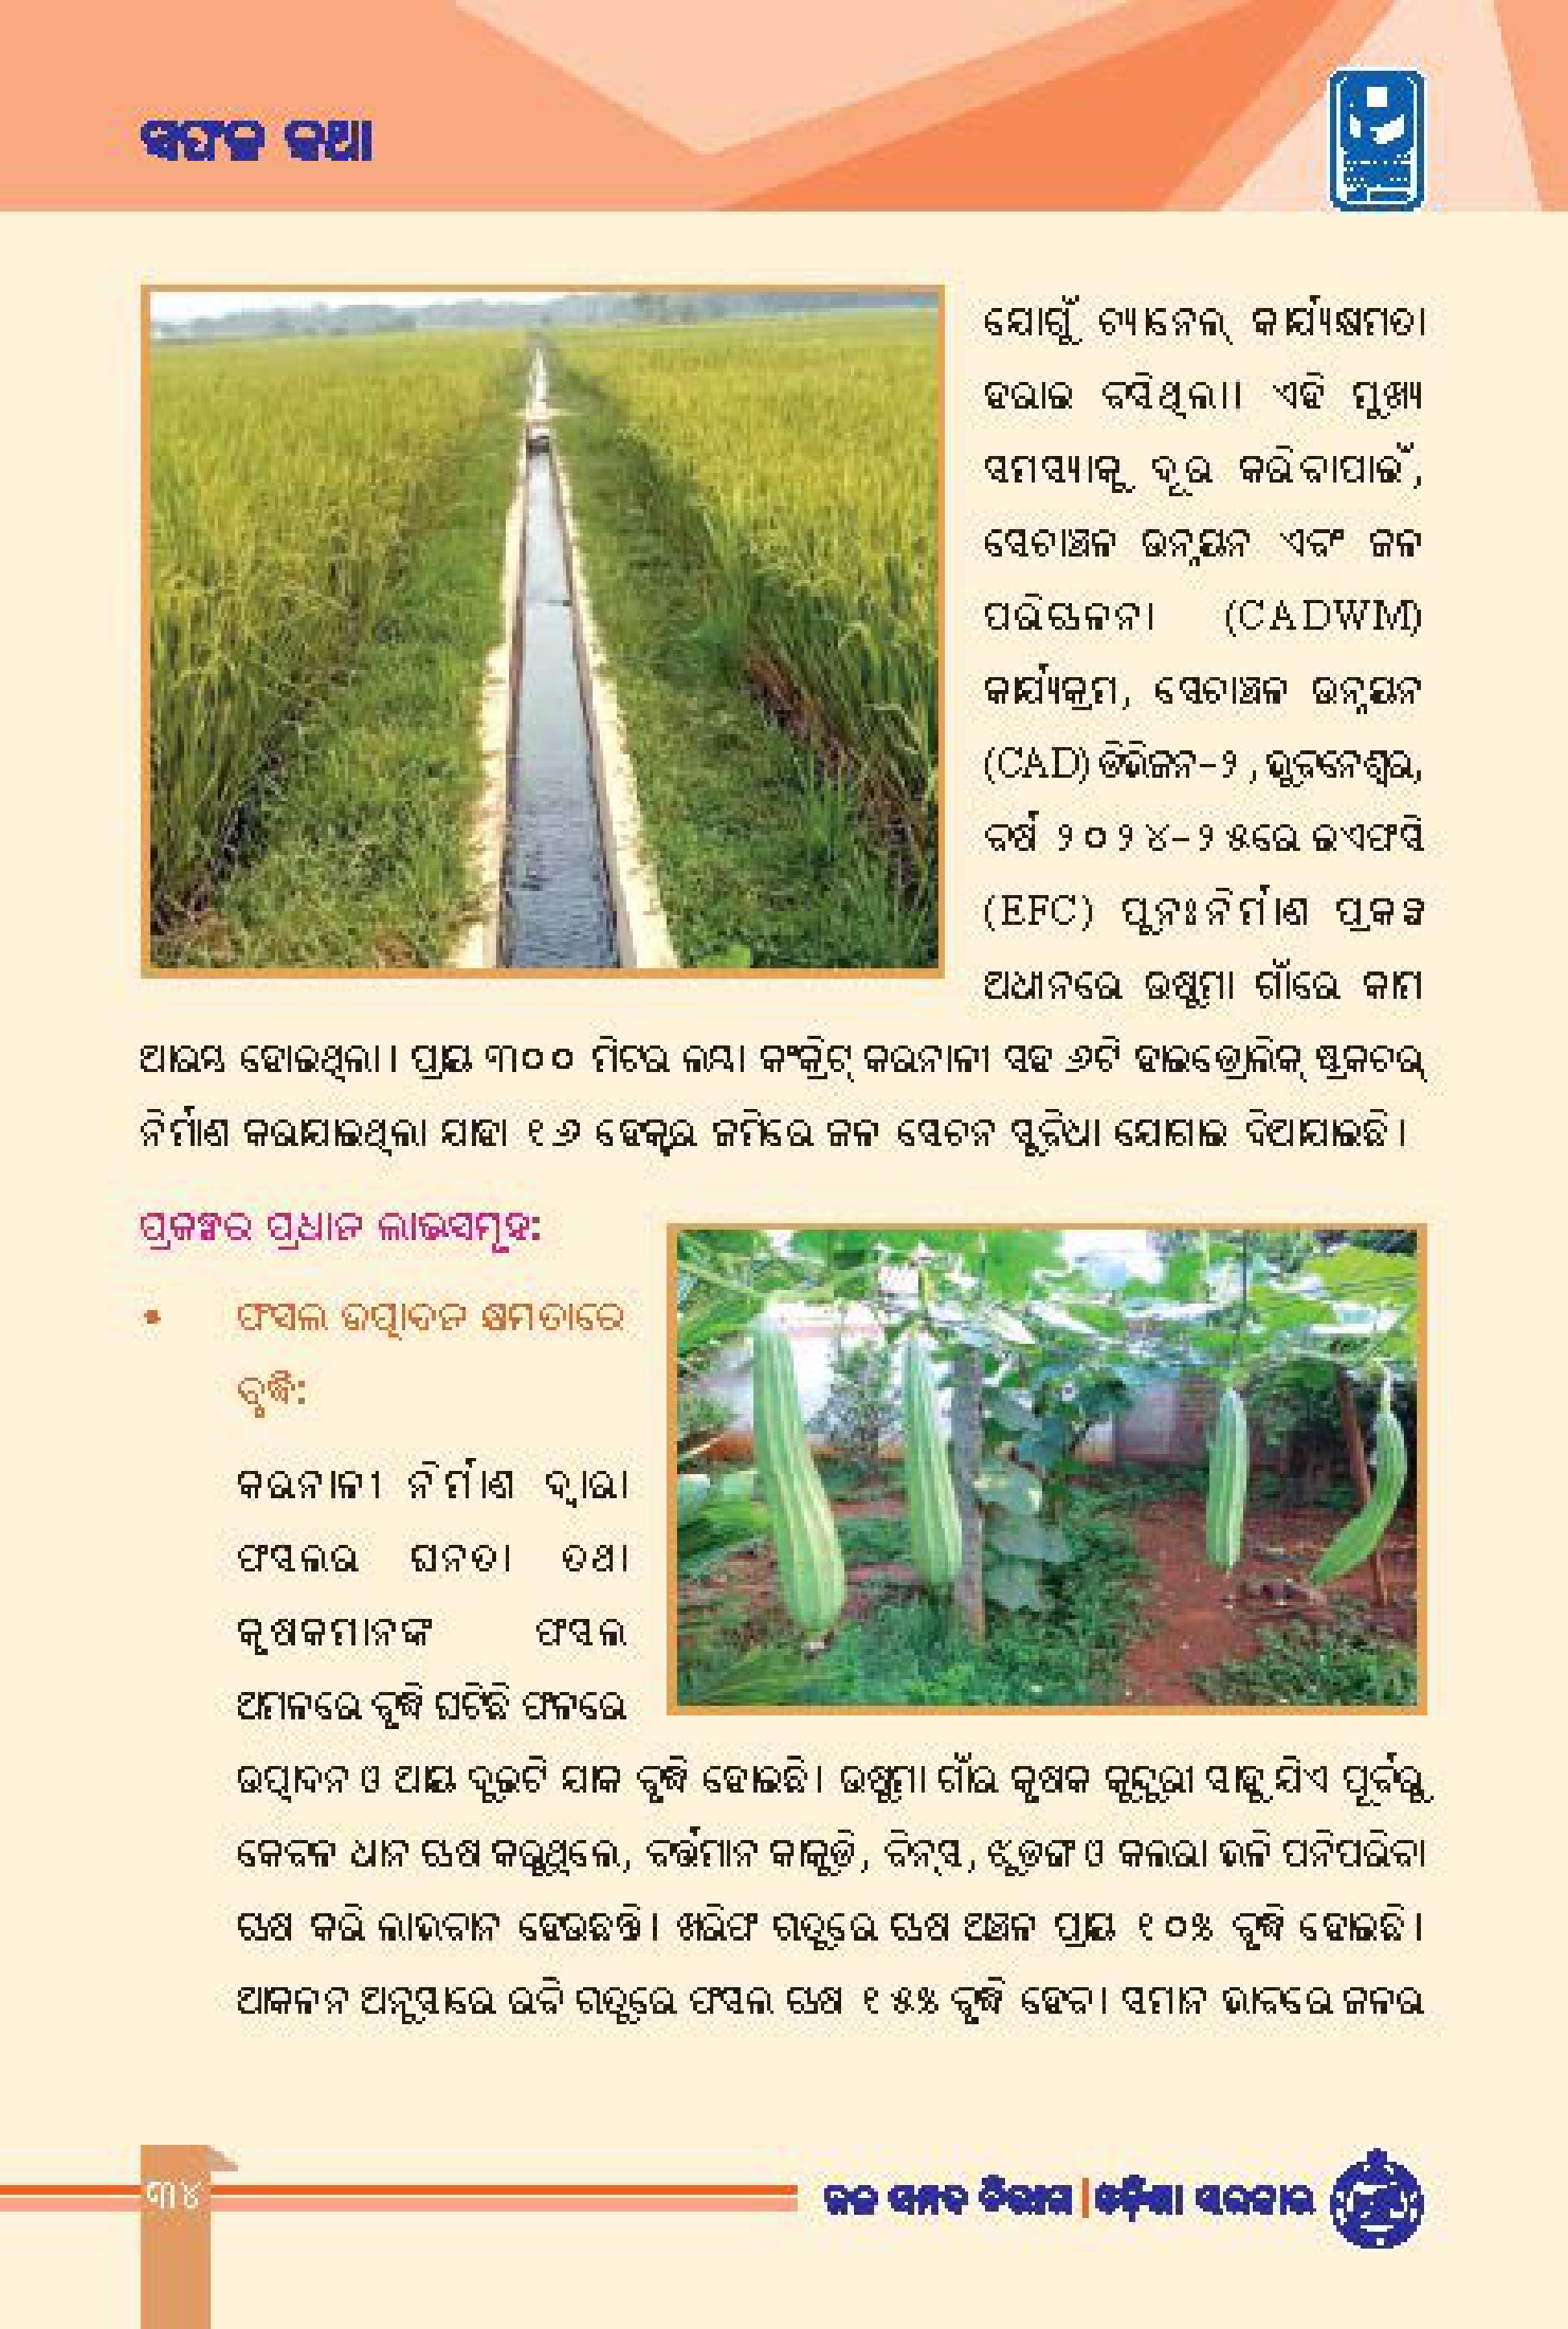 ସଫଳ କଥା
ଯୋଗୁଁ ଚ୍ୟାନେଲ୍ କାର୍ଯ୍ୟକ୍ଷମତା
ହରାଇ ବସିଥିଲା। ଏହି ମୁଖ୍ୟ
ସମସ୍ୟାକୁ ଦୂର କରିବାପାଇଁ,
ସେଚାଞ୍ଚଳ ଉନ୍ନୟନ ଏବଂ ଜଳ
ପରିଚାଳନା (CADWM)
କାର୍ଯ୍ୟକ୍ରମ, ସେଚାଞ୍ଚଳ ଉନ୍ନୟନ
(CAD) ଡିଭିଜନ-୨, ଭୁବନେଶ୍ୱର,
ବର୍ଷ ୨୦୨୪-୨୫ରେ ଇଏଫସି
(EFC) ପୁନଃନିର୍ମାଣ ପ୍ରକଳ୍ପ
ଅଧୀନରେ ଗାଁରେ କାମ
ଆରମ୍ଭ ହୋଇଥିଲା। ପ୍ରାୟ ୩୦୦ ମିଟର ଲମ୍ବା କଂକ୍ରିଟ୍ କରନାଳୀ ସହ ୬ଟି ହାଇଡ୍ରୋଲିକ୍ ଷ୍ଟ୍ରକଚର୍
ନିର୍ମାଣ କରାଯାଇଥିଲା ଯାହା ୧୬ ହେକ୍ଟର ଜମିରେ ଜଳ ସେଚନ ସୁବିଧା ଯୋଗାଇ ଦିଆଯାଇଛି।
ପ୍ରକଳ୍ପର ପ୍ରଧାନ ଲାଭସମୂହ:
• ଫସଲ ଉତ୍ପାଦନ କ୍ଷମତାରେ
ବୃଦ୍ଧି:
କରନାଳୀ ନିର୍ମାଣ ଦ୍ୱାରା
ଫସଲର ଘନତା ତଥା
କୃଷକମାନଙ୍କ ଫସଲ
ଅମଳରେ ବୃଦ୍ଧି ଘଟିଛି ଫଳରେ
ଉତ୍ପାଦନ ଓ ଆୟ ଦୁଇଟି ଯାକ ବୃଦ୍ଧି ହୋଇଛି। ଗାଁର କୃଷକ କୁନ୍ଦୁରୀ ସାହୁ ଯିଏ ପୂର୍ବରୁ
କେବଳ ଧାନ ଚାଷ କରୁଥିଲେ, ବର୍ତ୍ତମାନ କାକୁଡ଼ି, ବିନ୍‌ସ୍, ଝୁଡଙ୍ଗ ଓ କଲରା ଭଳି ପନିପରିବା
ଚାଷ କରି ଲାଭବାନ ହେଉଛନ୍ତି। ଖରିଫ ଋତୁରେ ଚାଷ ଅଞ୍ଚଳ ପ୍ରାୟ ୧୦% ବୃଦ୍ଧି ହୋଇଛି।
ଆକଳନ ଅନୁସାରେ ରବି ଋତୁରେ ଫସଲ ଚାଷ ୧୫% ବୃଦ୍ଧି ହେବ। ସମାନ ଭାବରେ ଜଳର
୩୪
ଜଳ ସମ୍ପଦ ବିଭାଗ | ଓଡ଼ିଶା ସରକାର